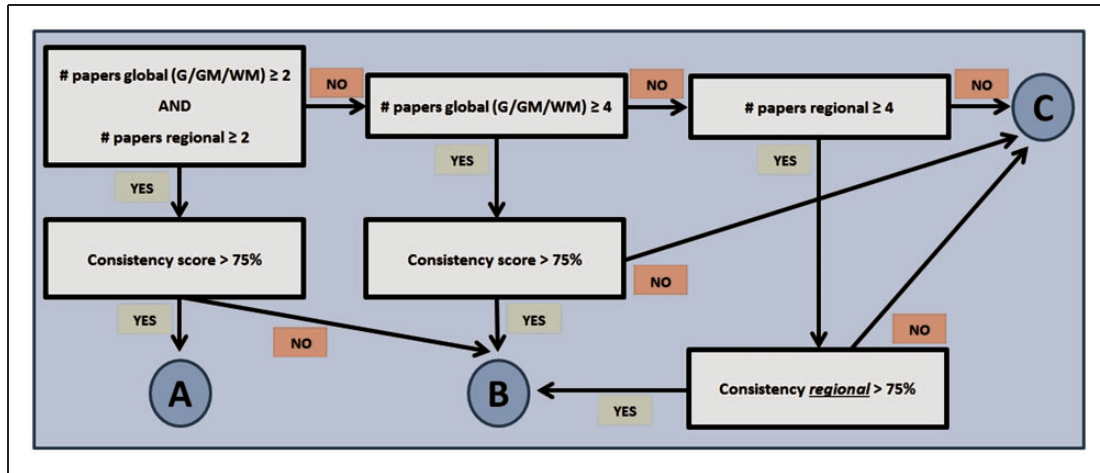 # papers global (G/GM/WM) ≥ 2
AND
# papers regional ≥ 2
NO
# papers global (G/GM/WM) ≥ 4
NO
# papers regional ≥ 4
NO
C
YES
YES
YES
Consistency score > 75%
Consistency score > 75%
NO
YES
NO
YES
NO
A
B
YES
Consistency regional > 75%